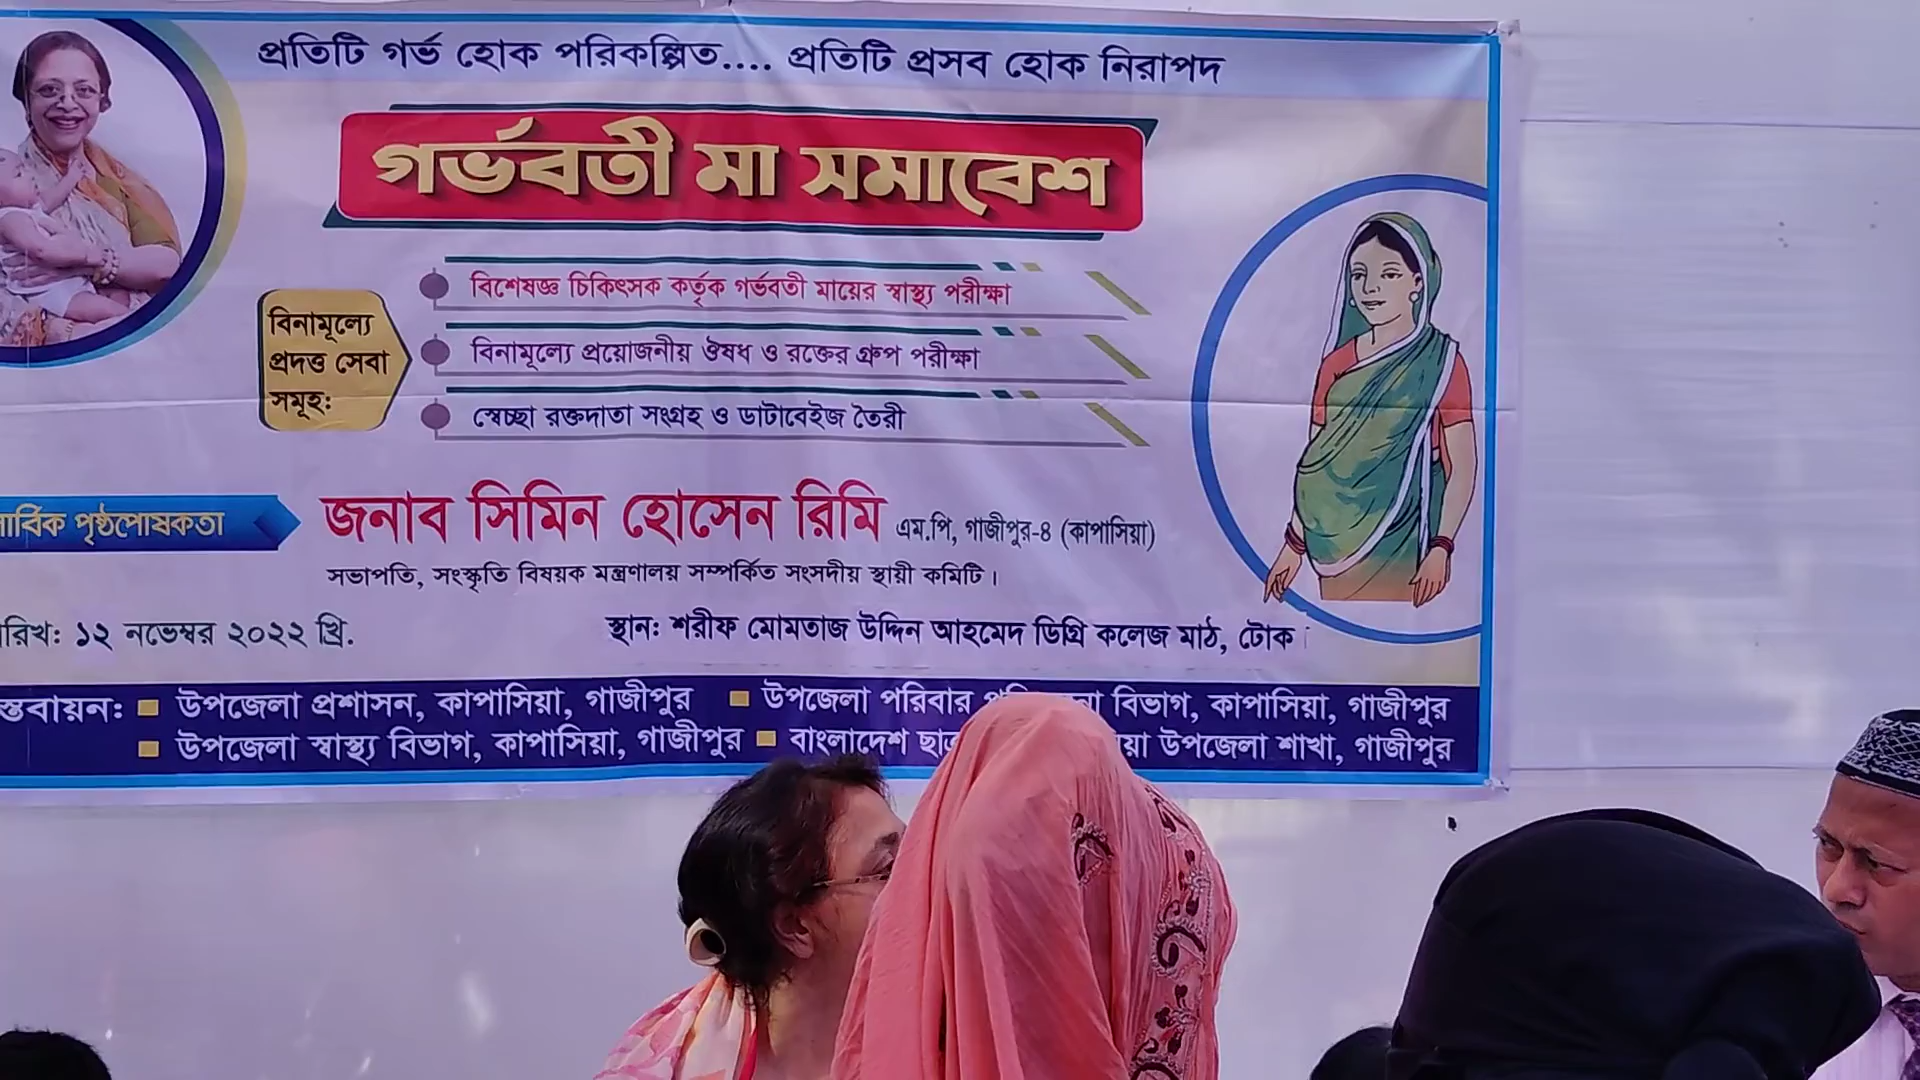 প্রতিটি গর্ভ হোক পরিকল্পিত.... প্রতিটি প্রসব হোক নিরাপদ
গর্ভবতী মা সমাবেশ
বিনামূল্যে
প্রদত্ত সেবা
সমূহ:
বিশেষজ্ঞ চিকিৎসক কর্তৃক গর্ভবতী মায়ের স্বাস্থ্য পরীক্ষা
বিনামূল্যে প্রয়োজনীয় ঔষধ ও রক্তের গ্রুপ পরীক্ষা
স্বেচ্ছা রক্তদাতা সংগ্রহ ও ডাটাবেইজ তৈরী
পৃষ্ঠপোষকতা
জনাব সিমিন হোসেন রিমি এম.পি, গাজীপুর-৪ (কাপাসিয়া)
সভাপতি, সংস্কৃতি বিষয়ক মন্ত্রণালয় সম্পর্কিত সংসদীয় স্থায়ী কমিটি।
১২ নভেম্বর ২০২২ খ্রি.
স্থান: শরীফ মোমতাজ উদ্দিন আহমেদ ডিগ্রি কলেজ মাঠ, টোক
উপজেলা প্রশাসন, কাপাসিয়া, গাজীপুর উপজেলা পরিবার বিভাগ, কাপাসিয়া, গাজীপুর
উপজেলা স্বাস্থ্য বিভাগ, কাপাসিয়া, গাজীপুর বাংলাদেশ উপজেলা শাখা, গাজীপুর